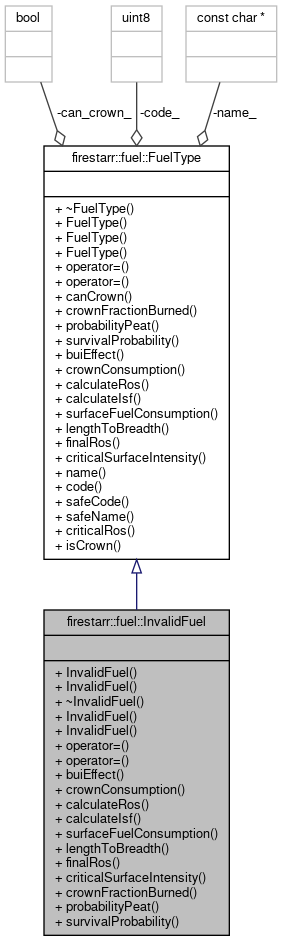 bool
uint8
const char *
-can_crown_
-code_
-name_
firestarr::fuel::FuelType
+ ~FuelType()
+ FuelType()
+ FuelType()
+ FuelType()
+ operator=()
+ operator=()
+ canCrown()
+ crownFractionBurned()
+ probabilityPeat()
+ survivalProbability()
+ buiEffect()
+ crownConsumption()
+ calculateRos()
+ calculateIsf()
+ surfaceFuelConsumption()
+ lengthToBreadth()
+ finalRos()
+ criticalSurfaceIntensity()
+ name()
+ code()
+ safeCode()
+ safeName()
+ criticalRos()
+ isCrown()
firestarr::fuel::InvalidFuel
+ InvalidFuel()
+ InvalidFuel()
+ ~InvalidFuel()
+ InvalidFuel()
+ InvalidFuel()
+ operator=()
+ operator=()
+ buiEffect()
+ crownConsumption()
+ calculateRos()
+ calculateIsf()
+ surfaceFuelConsumption()
+ lengthToBreadth()
+ finalRos()
+ criticalSurfaceIntensity()
+ crownFractionBurned()
+ probabilityPeat()
+ survivalProbability()